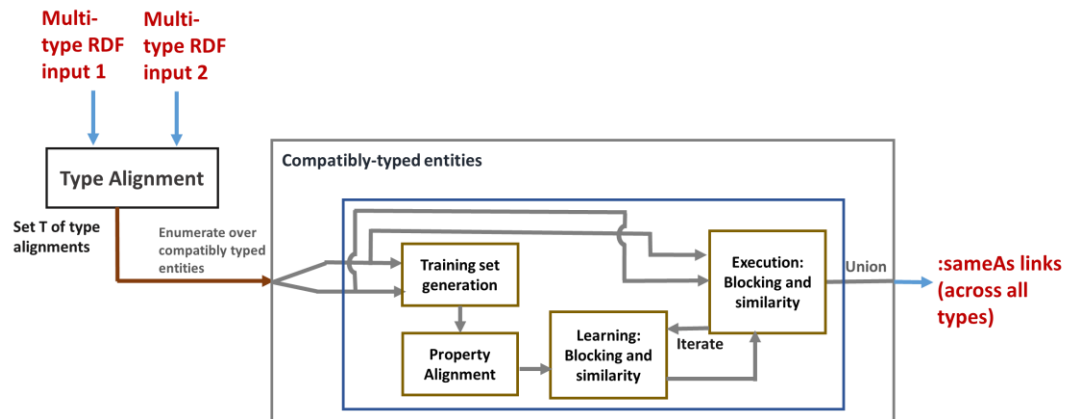 Multi-
type RDF
input 1
Multi-
type RDF
input 2
Type Alignment
Set T of type
alignments
Enumerate over
compatibly typed
entities
Compatibly-typed entities
Training set
generation
Property
Alignment
Learning:
Blocking and
similarity
Iterate
Execution:
Blocking and
similarity
Union
:sameAs links
(across all
types)